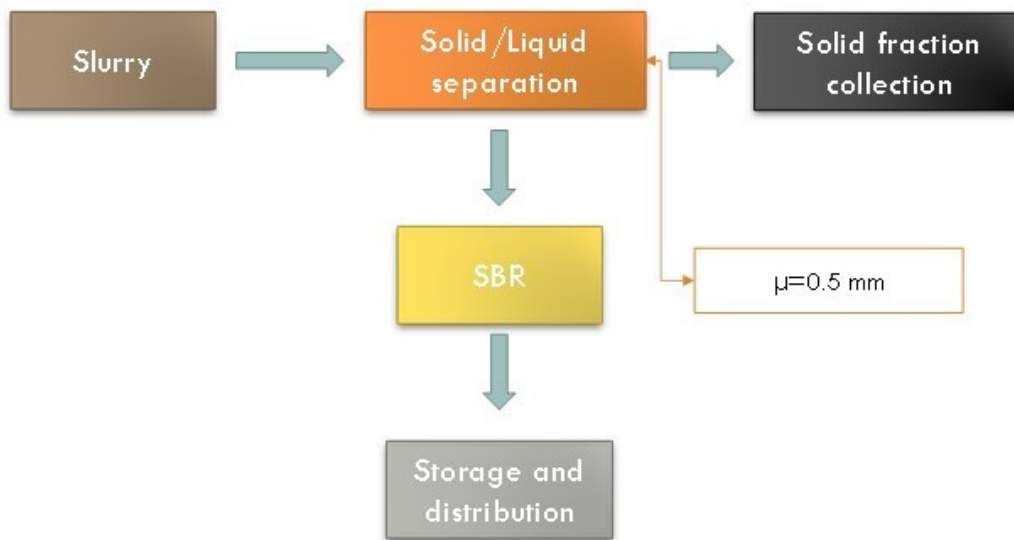 Slurry
Solid/Liquid
separation
Solid fraction
collection
SBR
µ=0.5 mm
Storage and
distribution